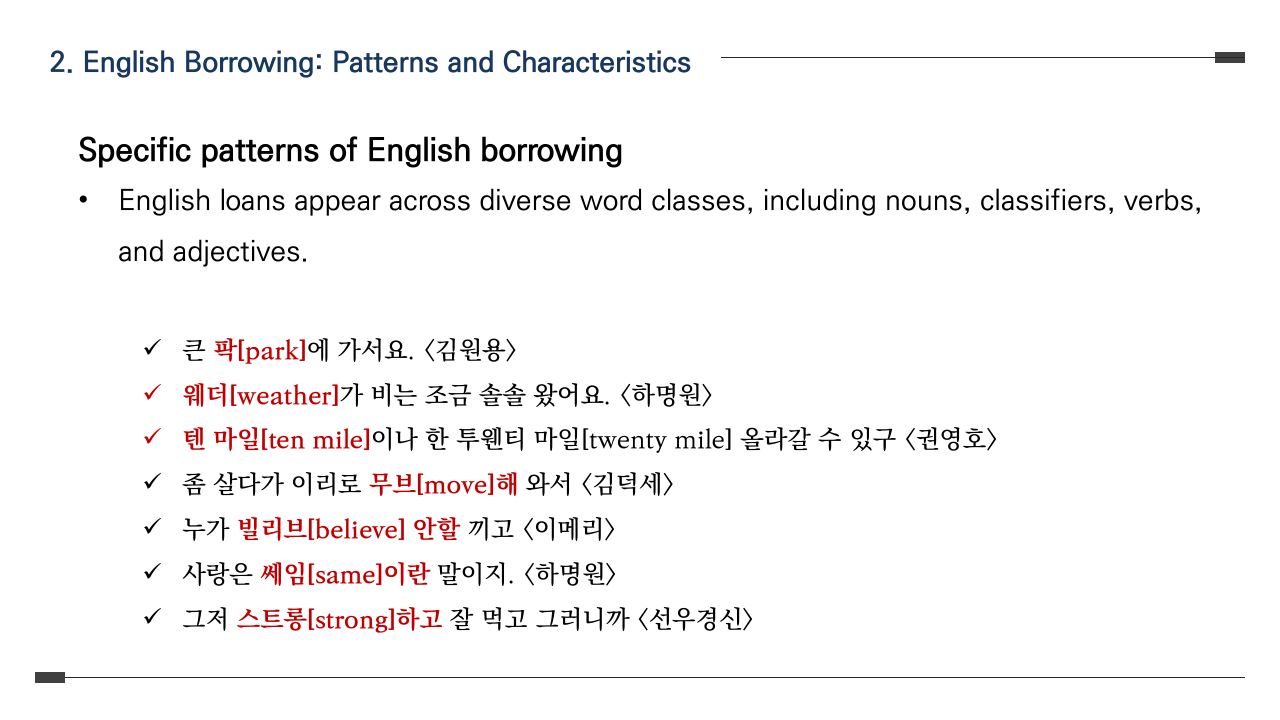 2. English Borrowing: Patterns and Characteristics
Specific patterns of English borrowing
• English loans appear across diverse word classes, including nouns, classifiers, verbs,
and adjectives.
✓ 큰 팍[park]에 가서요. 〈김원용〉
✓ 웨더[weather]가 비는 조금 솔솔 왔어요. 〈하명원〉
✓ 텐 마일[ten mile]이나 한 투웬티 마일[twenty mile] 올라갈 수 있구 〈권영호〉
✓ 좀 살다가 이리로 무브[move]해 와서 〈김덕세〉
✓ 누가 빌리브[believe] 안할 끼고 〈이메리〉
✓ 사랑은 쎄임[same]이란 말이지. 〈하명원〉
✓ 그저 스트롱[strong]하고 잘 먹고 그러니까 〈선우경신〉